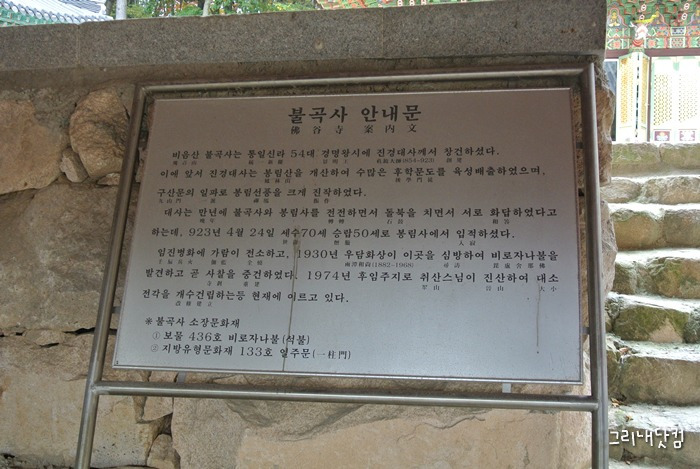 불곡사 안내문
佛谷寺 案內文
비음산 불곡사는 통일신라 54대 경명왕시에 진경대사께서 창건하셨다.
이에 앞서 진경대사는 봉림산을 개산하여 수많은 후학문도를 육성배출하였으며,
구산문의 일파로 봉림선풍을 크게 진작하였다.
대사는 만년에 불곡사와 봉림사를 전전하면서 돌북을 치면서 서로 화답하였다고
하는데, 923년 4월 24일 세수70세 승랍50세로 봉림사에서 입적하셨다.
임진병화에 가람이 전소하고, 1930년 우담화상이 이곳을 심방하여 비로자나불을
(1882~1968)
발견하고 곧 사찰을 중건하였다. 1974년 후임주지로 취산스님이 진산하여 대소
전각을 개수건립하는등 현재에 이르고 있다.
※ 불곡사 소장문화재
① 보물 436호 비로자나불(석불)
② 지방유형문화재 133호 일주문(一柱門)
그리내닷컴